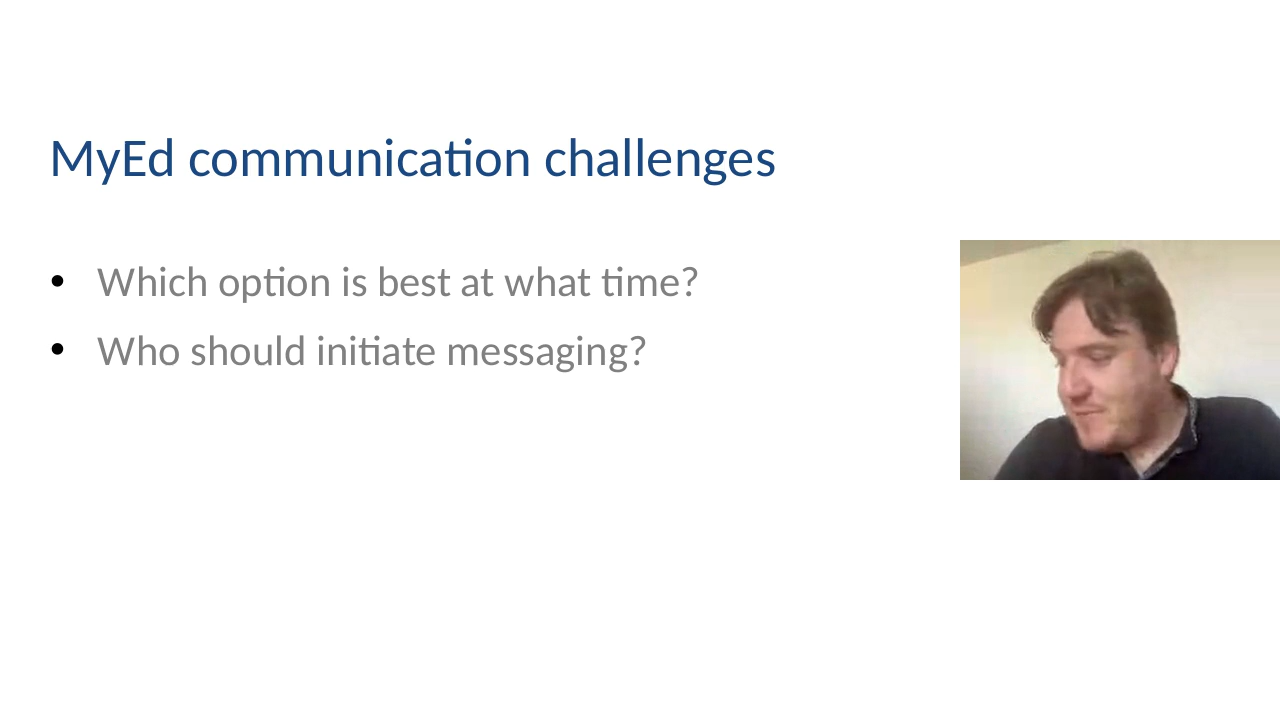 MyEd communication challenges
• Which option is best at what time?
• Who should initiate messaging?